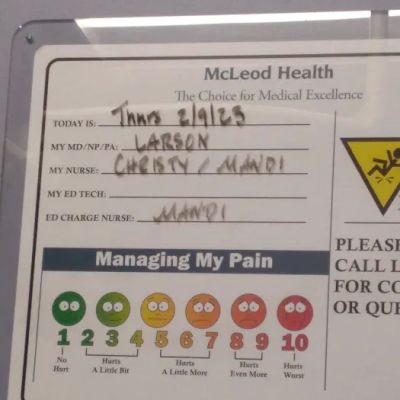 McLeod Health
The Choice for Medical Excellence
TODAY IS: Thurs 2/9/23
MY MD/NP/PA: LARSON
MY NURSE: CHRISTY / MANDI
MY ED TECH:
ED CHARGE NURSE: MANDI
Managing My Pain
1 2 3 4 5 6 7 8 9 10
No Hurt
Hurts A Little Bit
Hurts A Little More
Hurts Even More
Hurts Worst
PLEASE
CALL
FOR
OR